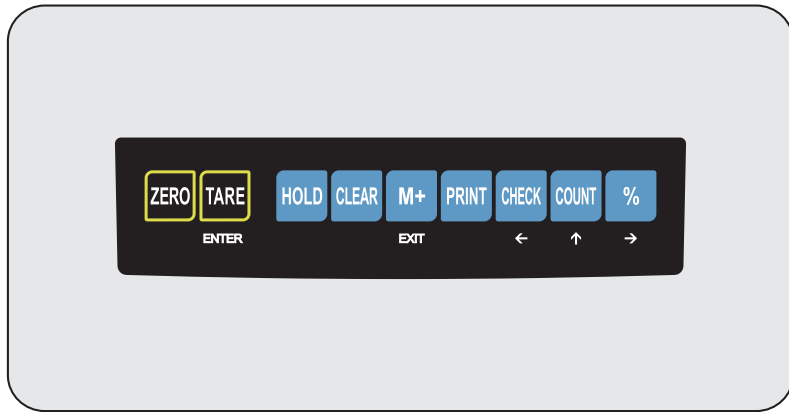 ZERO TARE HOLD CLEAR M+ PRINT CHECK COUNT %
ENTER EXIT ← ↑ →